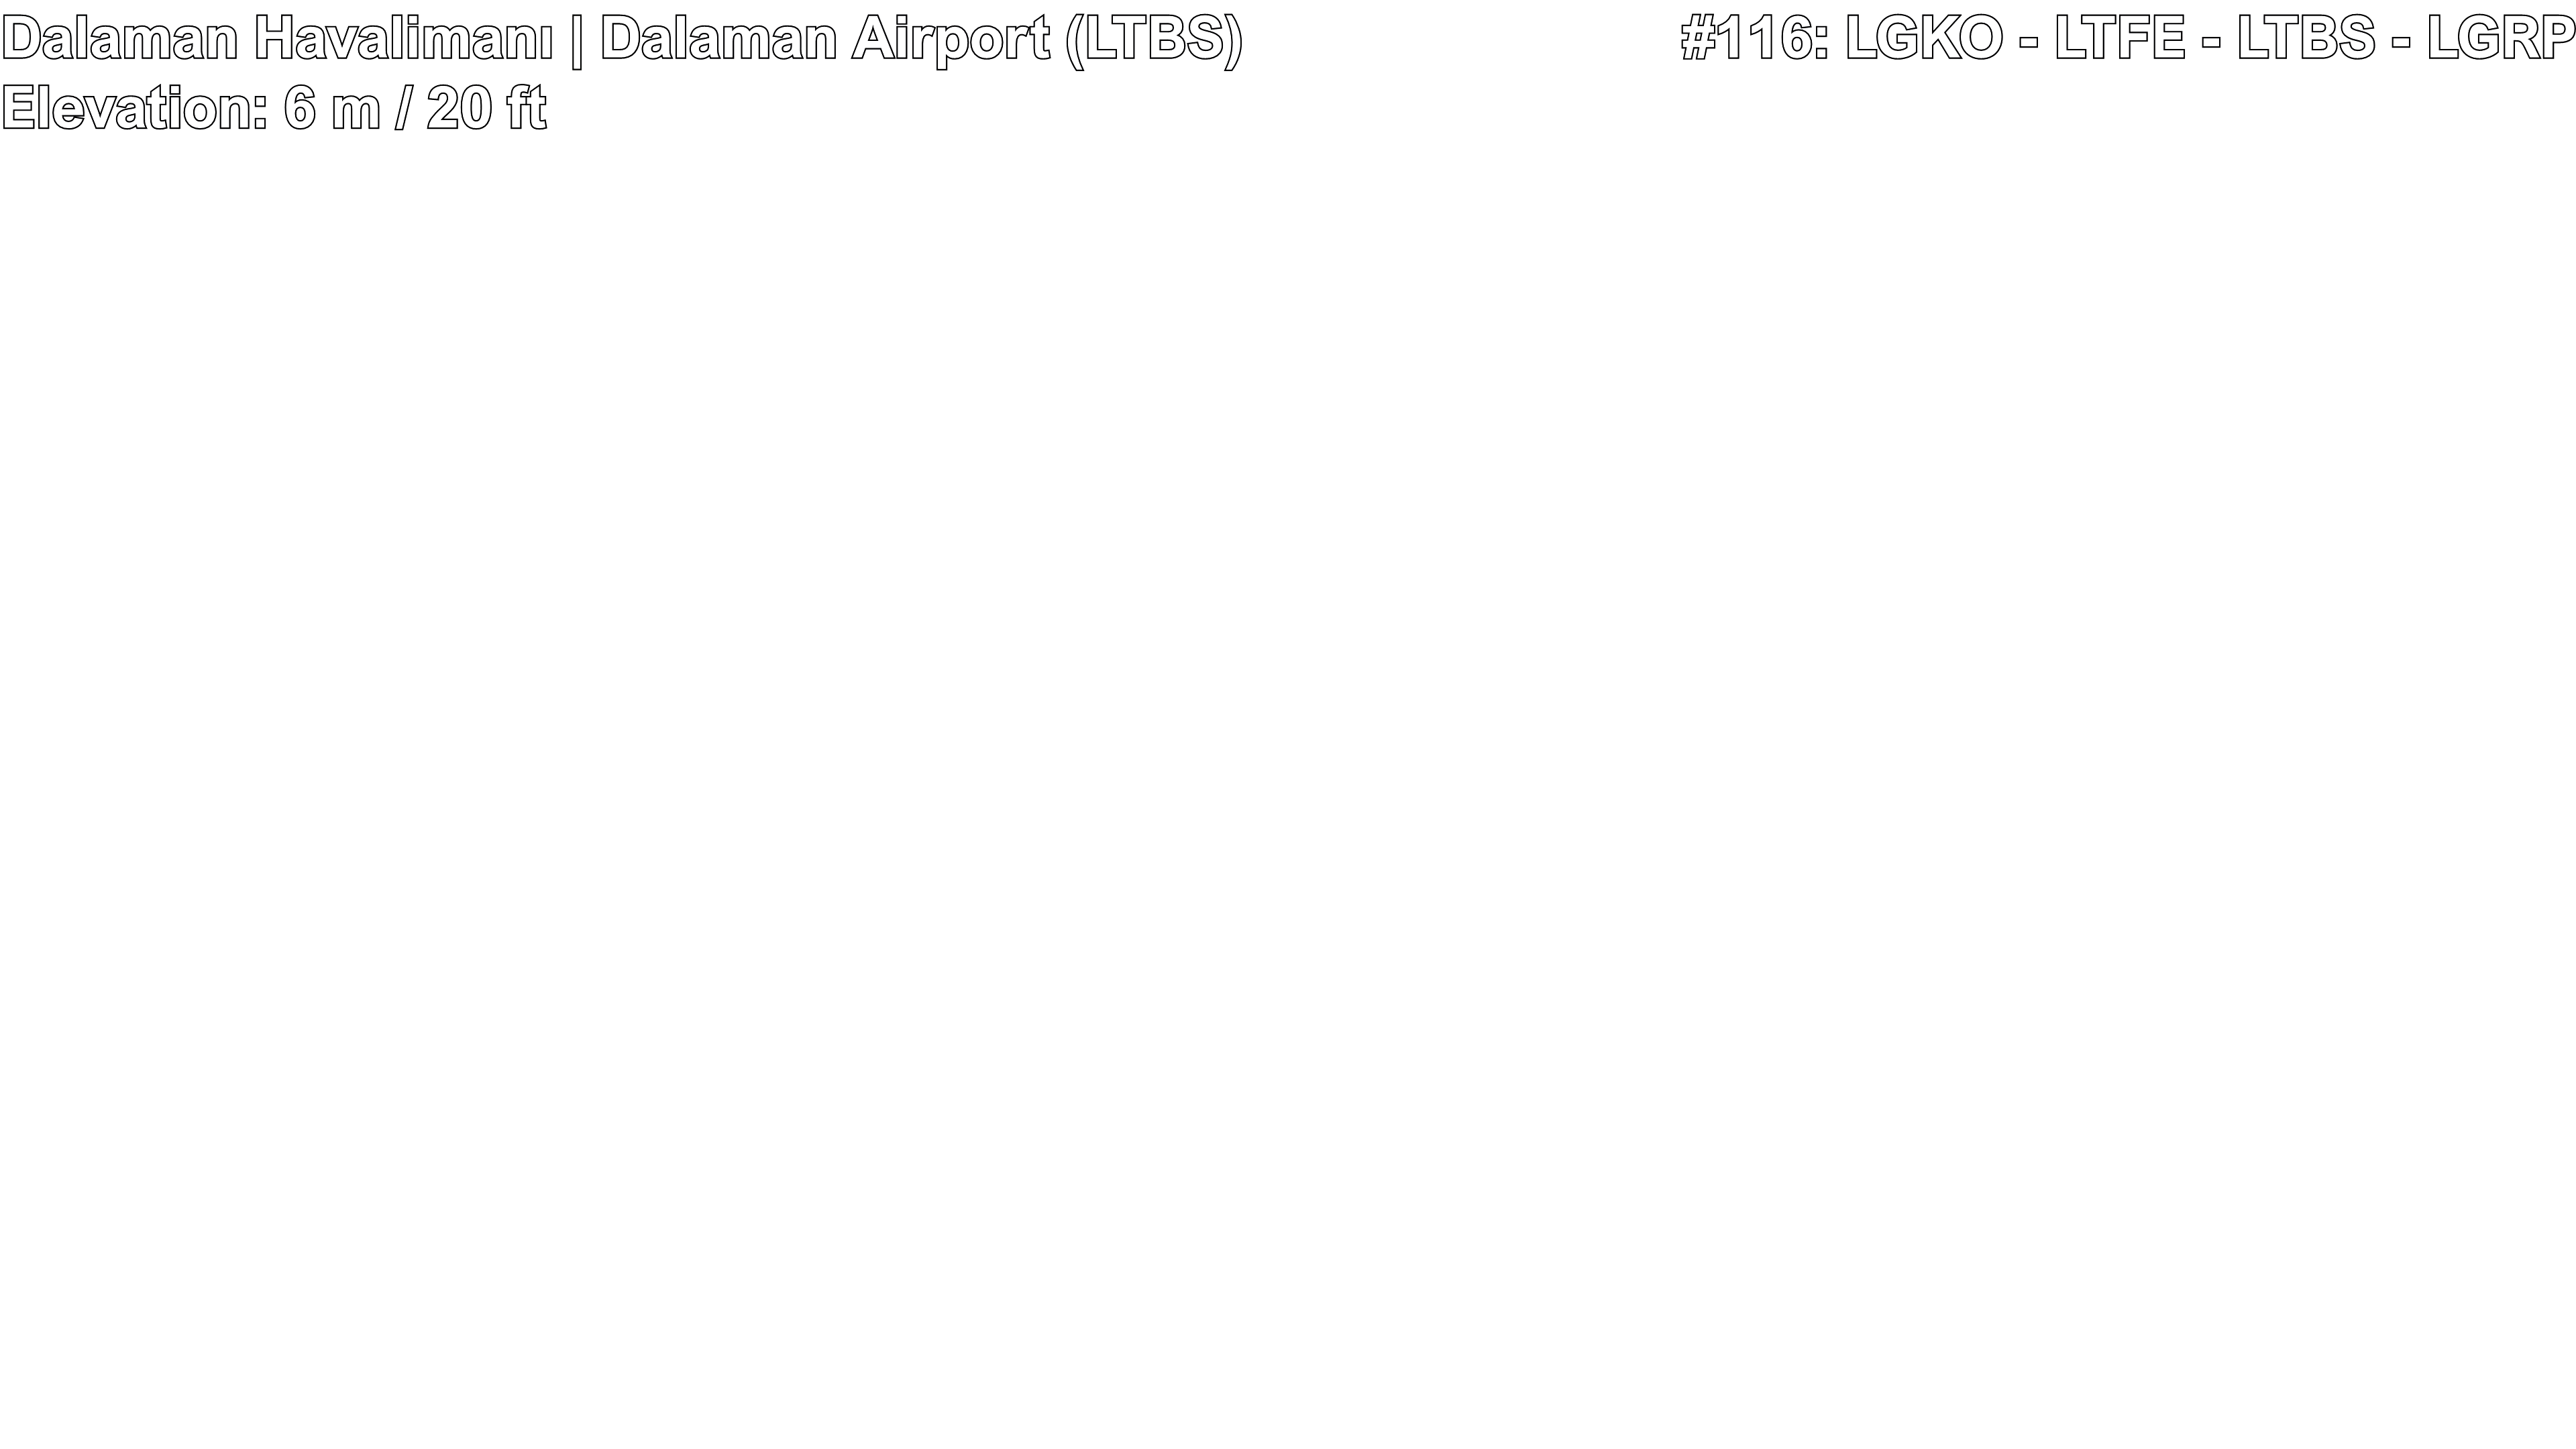 Dalaman Havalimanı | Dalaman Airport (LTBS)
#116: LGKO - LTFE - LTBS - LGRP
Elevation: 6 m / 20 ft